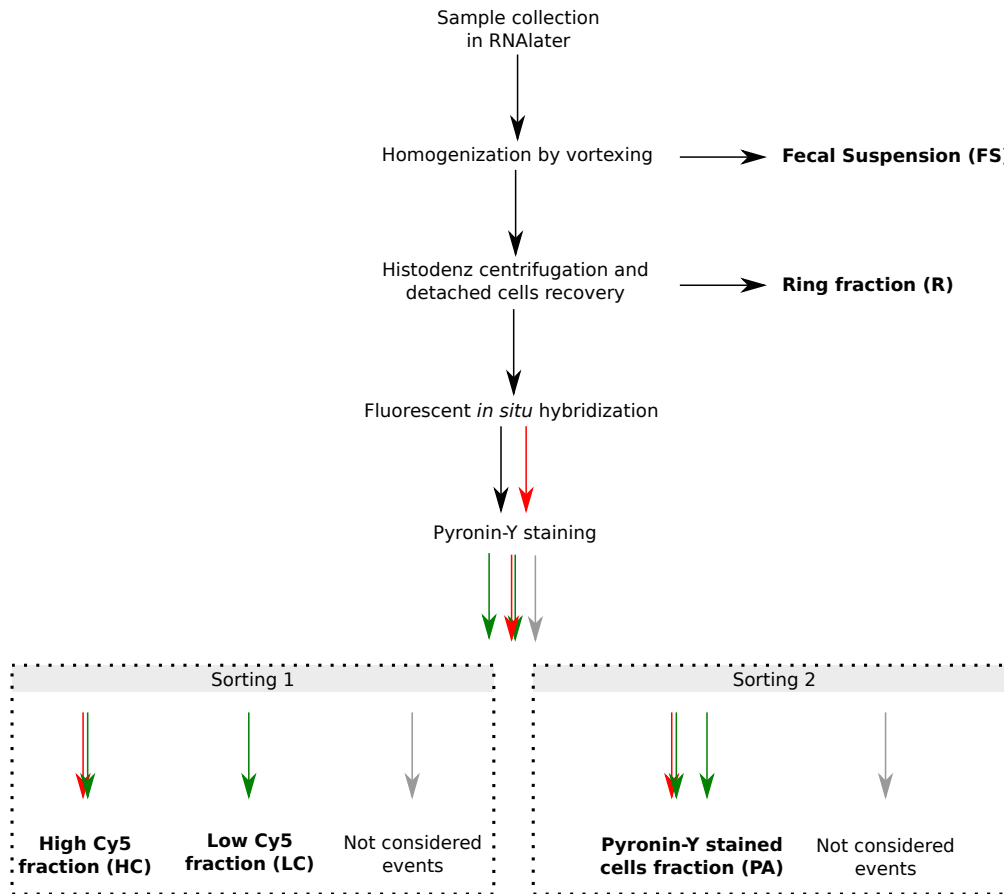 Sample collection
in RNAlater
Homogenization by vortexing
Fecal Suspension (FS)
Histodenz centrifugation and
detached cells recovery
Ring fraction (R)
Fluorescent in situ hybridization
Pyronin-Y staining
Sorting 1
Sorting 2
High Cy5
fraction (HC)
Low Cy5
fraction (LC)
Not considered
events
Pyronin-Y stained
cells fraction (PA)
Not considered
events